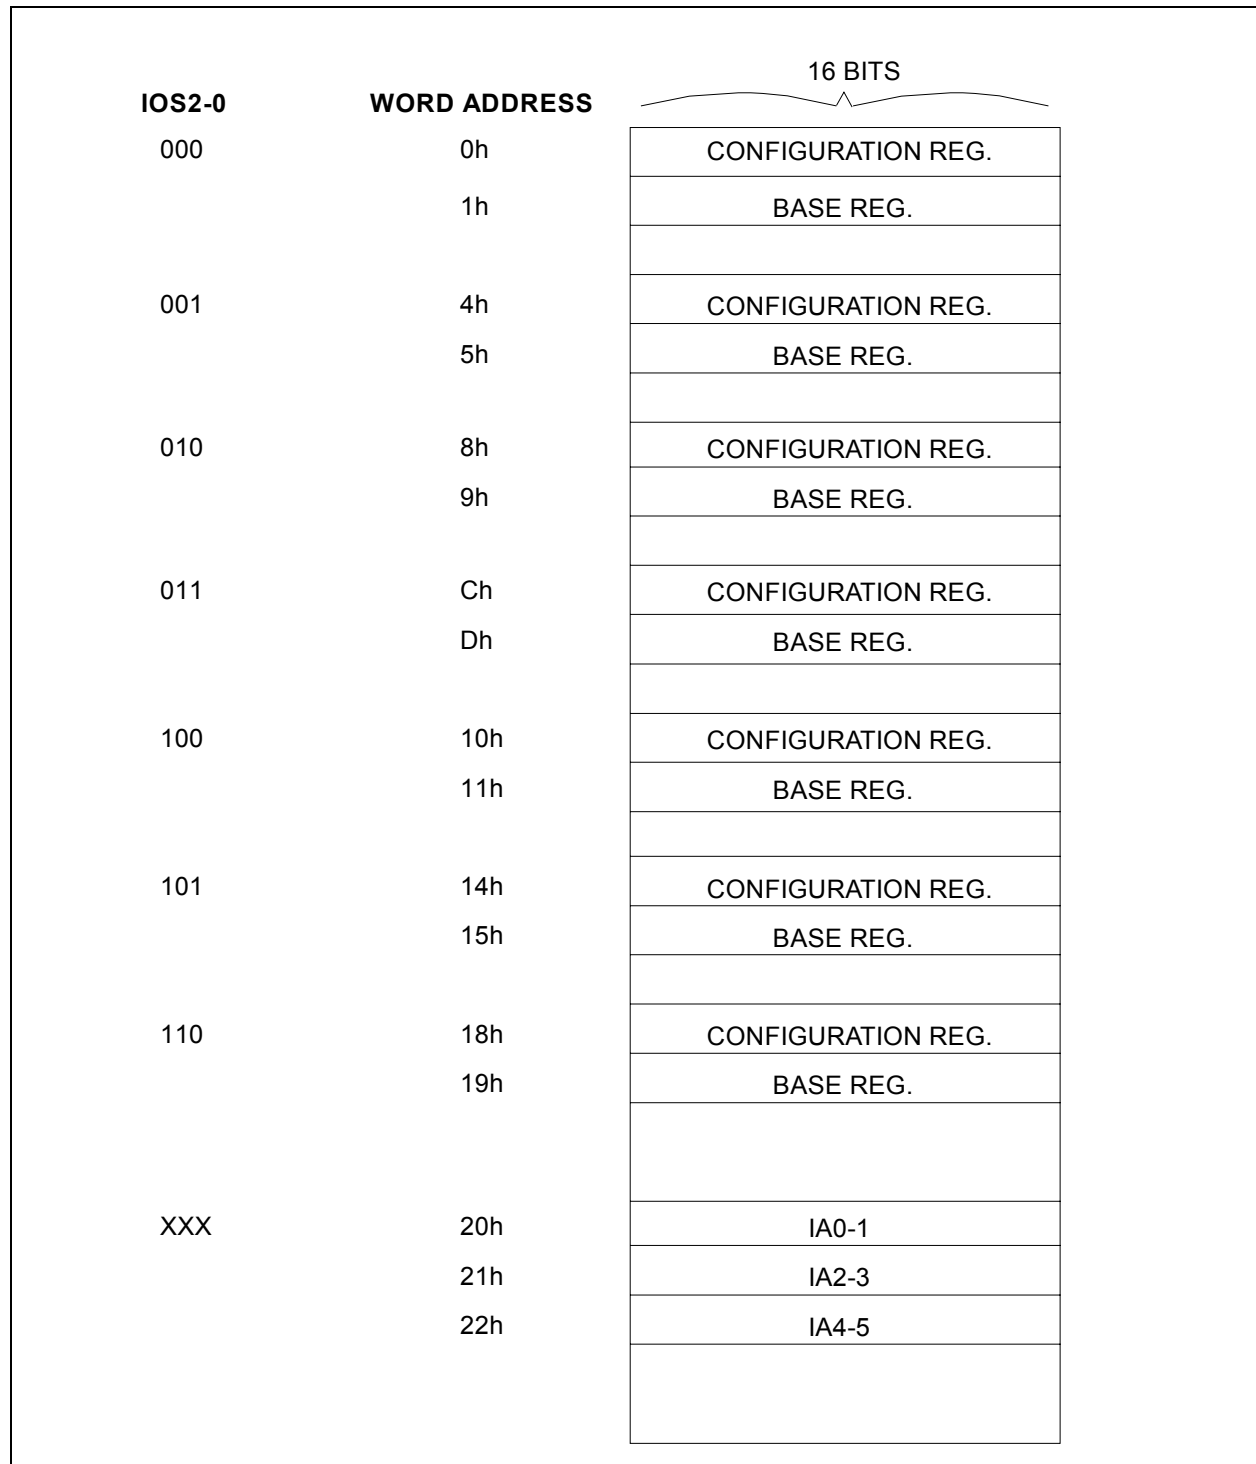 16 BITS
IOS2-0 WORD ADDRESS
000 0h CONFIGURATION REG.
1h BASE REG.
001 4h CONFIGURATION REG.
5h BASE REG.
010 8h CONFIGURATION REG.
9h BASE REG.
011 Ch CONFIGURATION REG.
Dh BASE REG.
100 10h CONFIGURATION REG.
11h BASE REG.
101 14h CONFIGURATION REG.
15h BASE REG.
110 18h CONFIGURATION REG.
19h BASE REG.
XXX 20h IA0-1
21h IA2-3
22h IA4-5